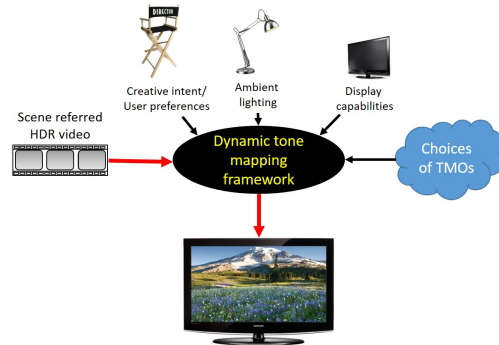 DIRECTOR
Creative intent/
User preferences
Ambient
lighting
Display
capabilities
Scene referred
HDR video
Dynamic tone
mapping
framework
Choices
of TMOs
SAMSUNG